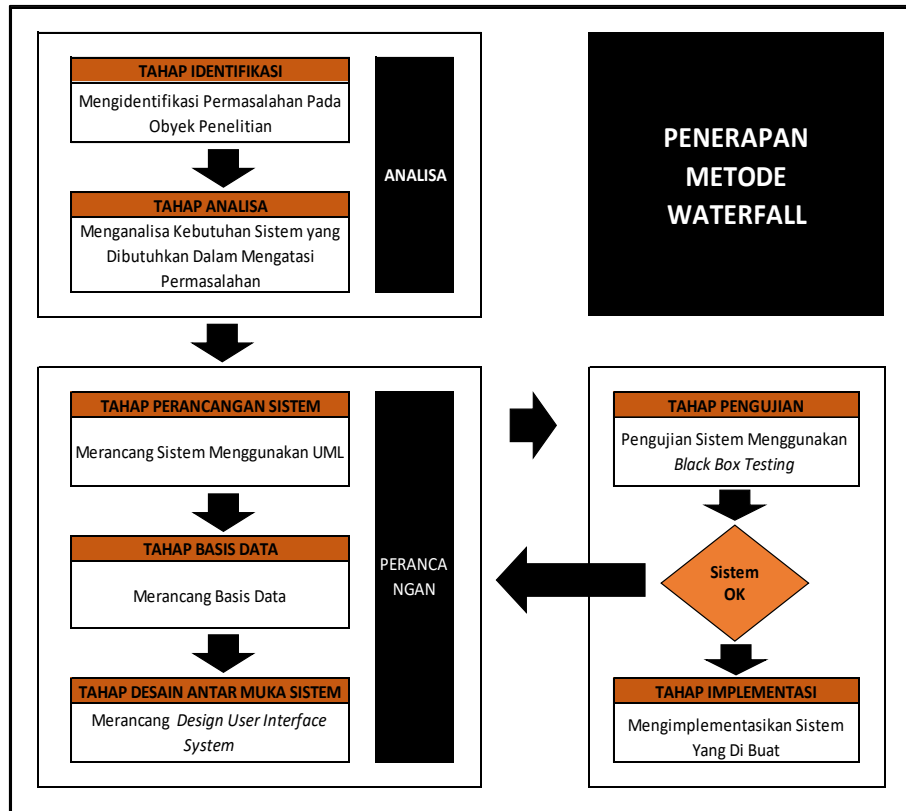 TAHAP IDENTIFIKASI
Mengidentifikasi Permasalahan Pada
Obyek Penelitian
TAHAP ANALISA
Menganalisa Kebutuhan Sistem yang
Dibutuhkan Dalam Mengatasi
Permasalahan
ANALISA
PENERAPAN
METODE
WATERFALL
TAHAP PERANCANGAN SISTEM
Merancang Sistem Menggunakan UML
TAHAP BASIS DATA
Merancang Basis Data
TAHAP DESAIN ANTAR MUKA SISTEM
Merancang Design User Interface
System
PERANCA
NGAN
TAHAP PENGUJIAN
Pengujian Sistem Menggunakan
Black Box Testing
Sistem
OK
TAHAP IMPLEMENTASI
Mengimplementasikan Sistem
Yang Di Buat